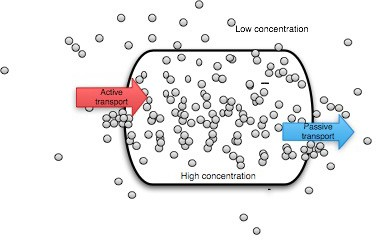 Low concentration
Active
transport
Passive
transport
High concentration